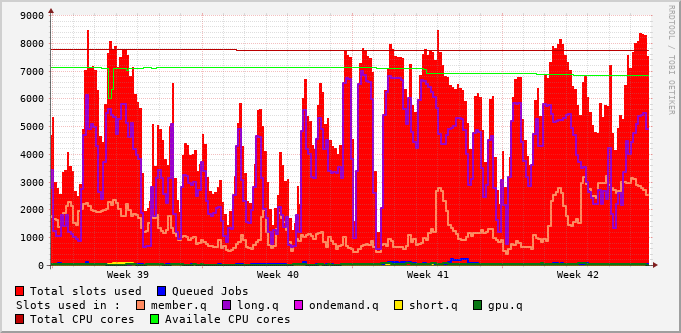 9000
8000
7000
6000
5000
4000
3000
2000
1000
0
Week 39 Week 40 Week 41 Week 42
RRDTOOL / TOBI OETIKER
Total slots used Queued Jobs
Slots used in : member.q long.q ondemand.q short.q gpu.q
Total CPU cores Availale CPU cores